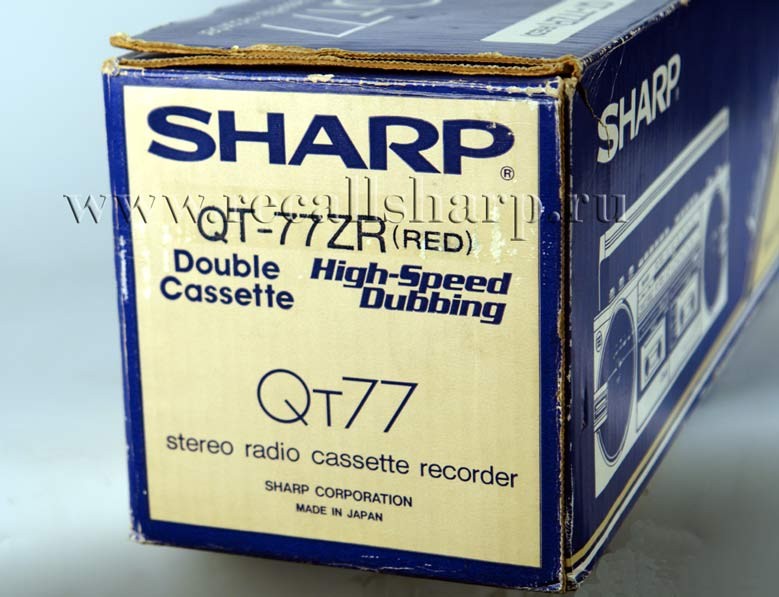 SHARP®
www.recallsharp.ru
QT-77ZR (RED)
Double
Cassette
High-Speed
Dubbing
QT77
stereo radio cassette recorder
SHARP CORPORATION
MADE IN JAPAN
SHARP®